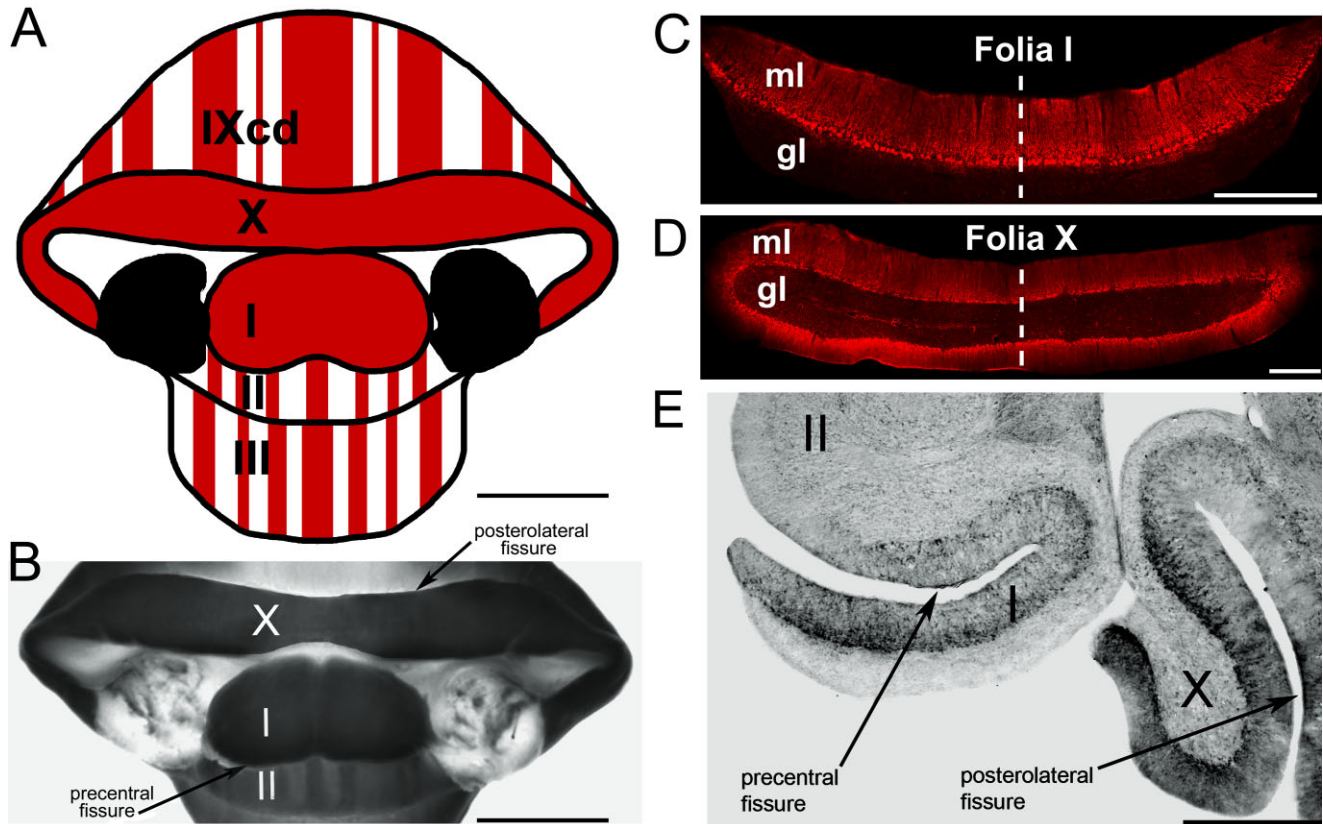 A
IXcd
X
I
II
III
B
posterolateral
fissure
X
I
II
precentral
fissure
C
Folia I
ml
gl
D
Folia X
ml
gl
E
II
I
X
precentral
fissure
posterolateral
fissure